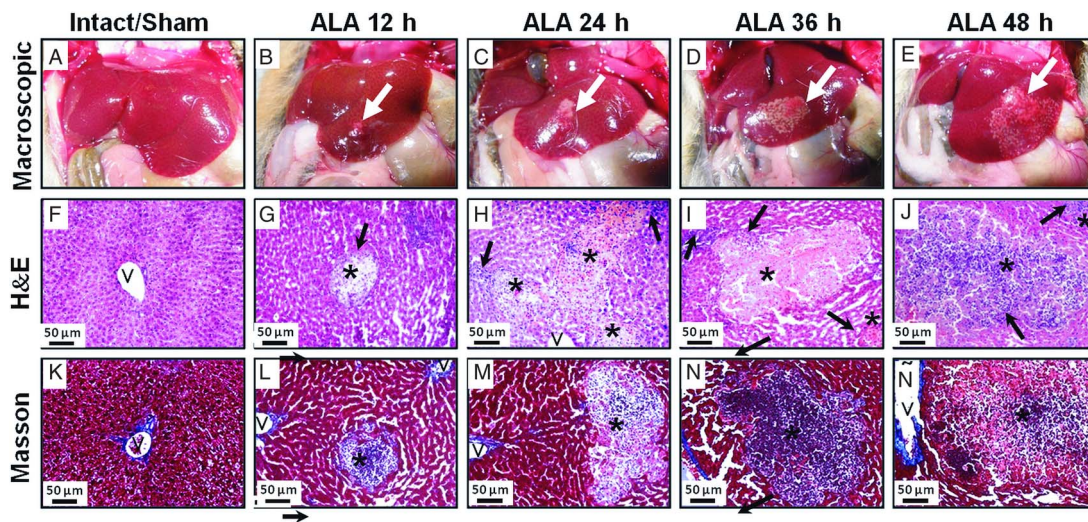 Intact/Sham ALA 12 h ALA 24 h ALA 36 h ALA 48 h
Macroscopic
A B C D E
H&E
F G H I J
V * * * * V * * * *
50 µm 50 µm 50 µm 50 µm 50 µm
Masson
K L M N N
V V V * V * * V *
50 µm 50 µm 50 µm 50 µm 50 µm